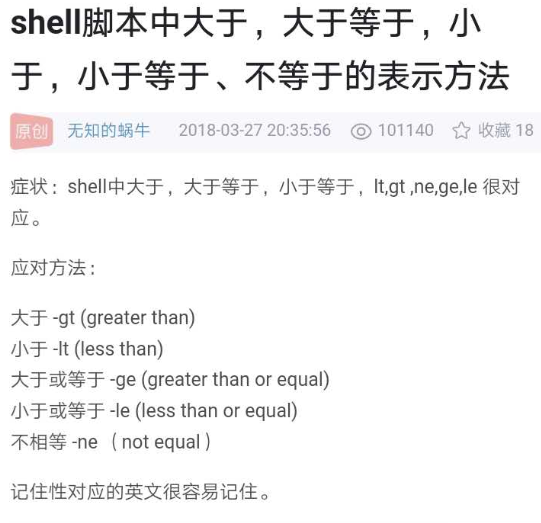 shell脚本中大于，大于等于，小
于，小于等于、不等于的表示方法
原创 无知的蜗牛 2018-03-27 20:35:56 101140 收藏 18
症状：shell中大于，大于等于，小于等于，lt,gt ,ne,ge,le 很对
应。
应对方法：
大于 -gt (greater than)
小于 -lt (less than)
大于或等于 -ge (greater than or equal)
小于或等于 -le (less than or equal)
不相等 -ne （not equal）
记住性对应的英文很容易记住。